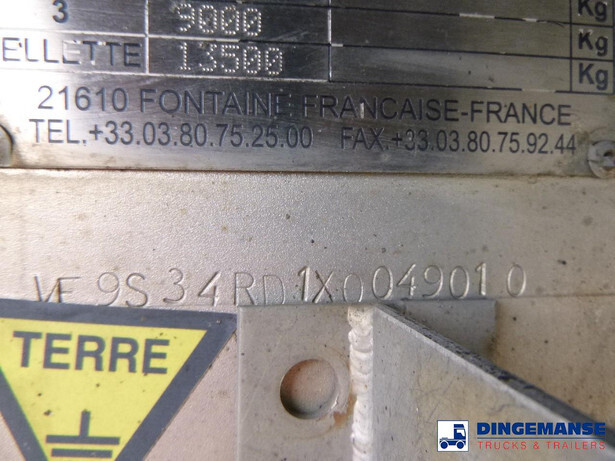 3 9000 Kg
ELLETTE 13500 Kg
21610 FONTAINE FRANCAISE-FRANCE
TEL.+33.03.80.75.25.00 FAX.+33.03.80.75.92.44
VF9S34RD1X0049010
TERRE
DINGEMANSE
TRUCKS & TRAILERS